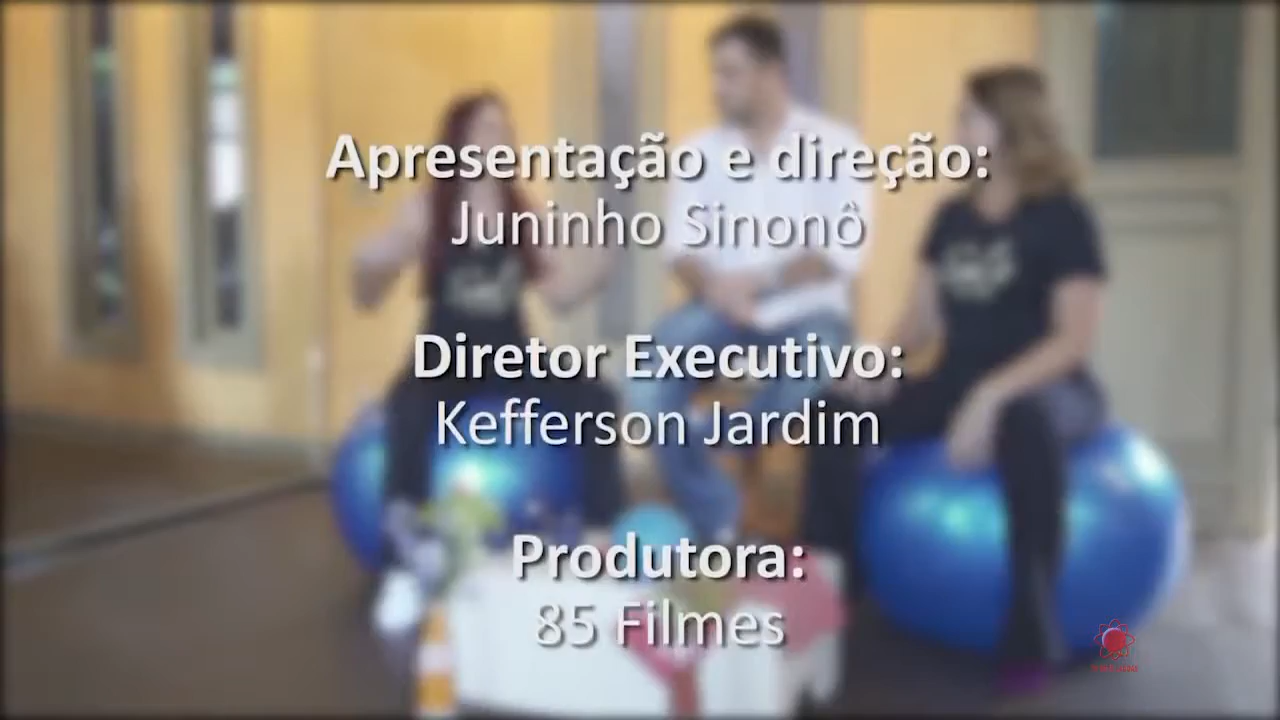 Apresentação e direção:
Juninho Sinonô
Diretor Executivo:
Kefferson Jardim
Produtora:
85 Filmes